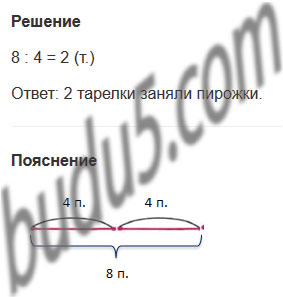 Решение
8 : 4 = 2 (т.)
Ответ: 2 тарелки заняли пирожки.
Пояснение
4 п. 4 п.
8 п.
budu5.com